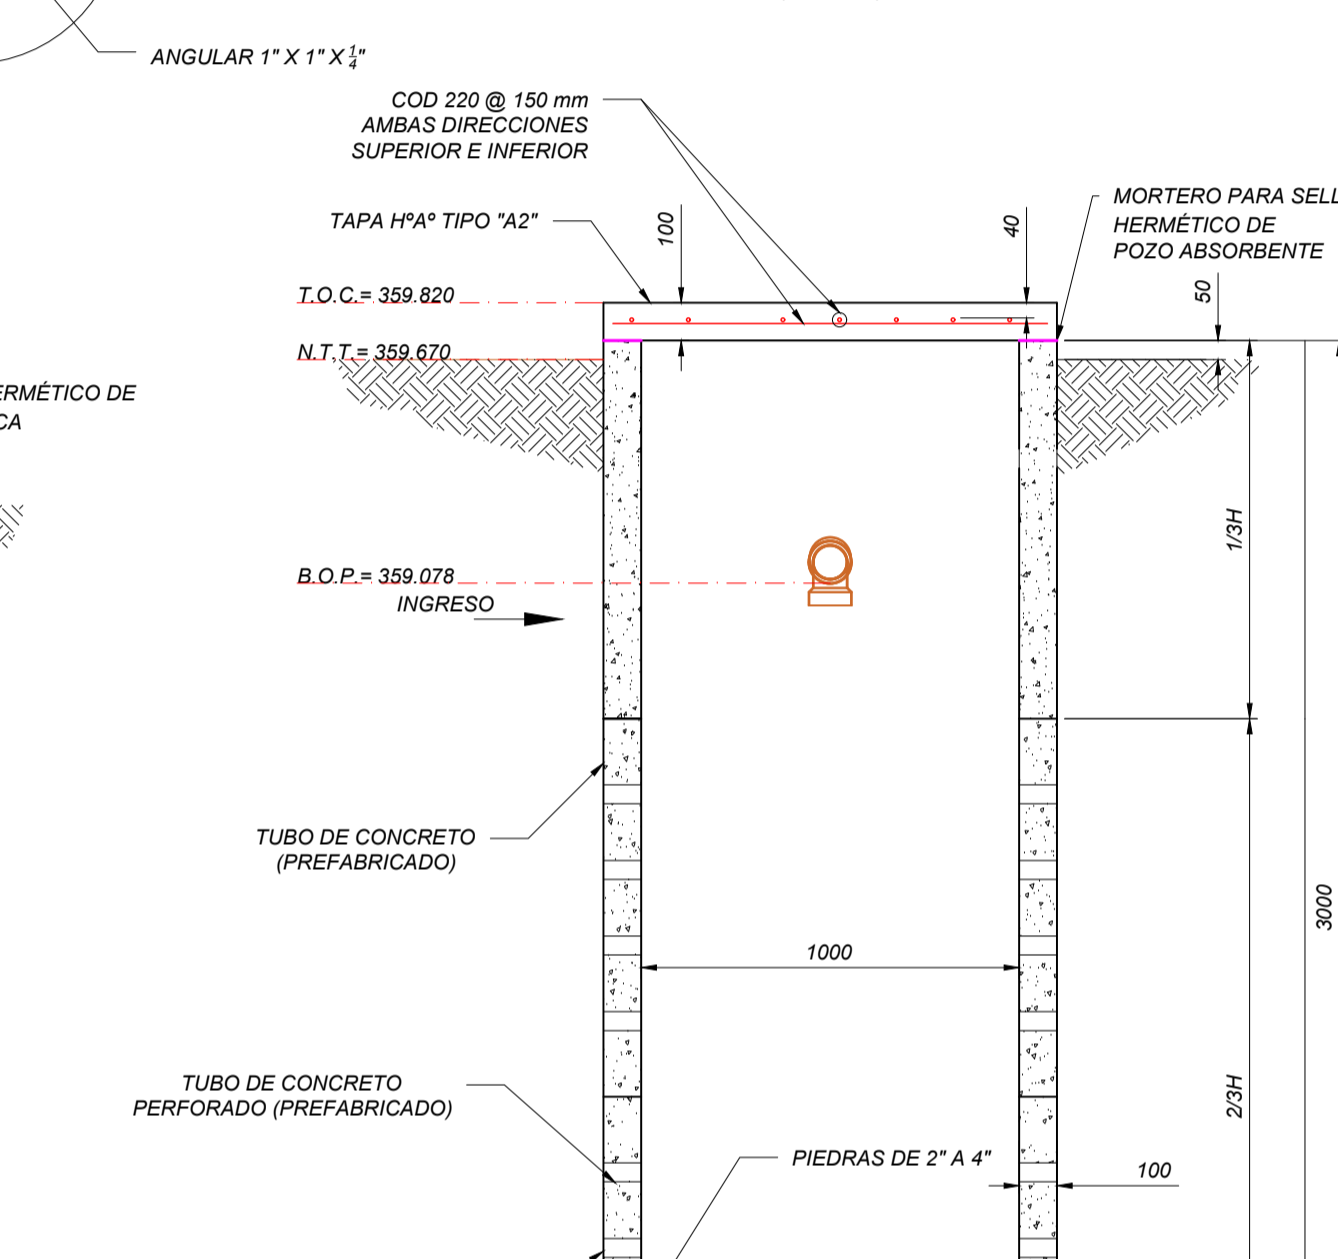 ANGULAR 1" X 1" X 1/4"
COD 220 @ 150 mm
AMBAS DIRECCIONES
SUPERIOR E INFERIOR
TAPA HºAº TIPO "A2"
100
40
MORTERO PARA SELL
HERMÉTICO DE
POZO ABSORBENTE
50
T.O.C.= 359.820
N.T.T.= 359.670
ERMÉTICO DE
CA
1/3H
B.O.P.= 359.078
INGRESO
TUBO DE CONCRETO
(PREFABRICADO)
3000
1000
TUBO DE CONCRETO
PERFORADO (PREFABRICADO)
2/3H
PIEDRAS DE 2" A 4"
100